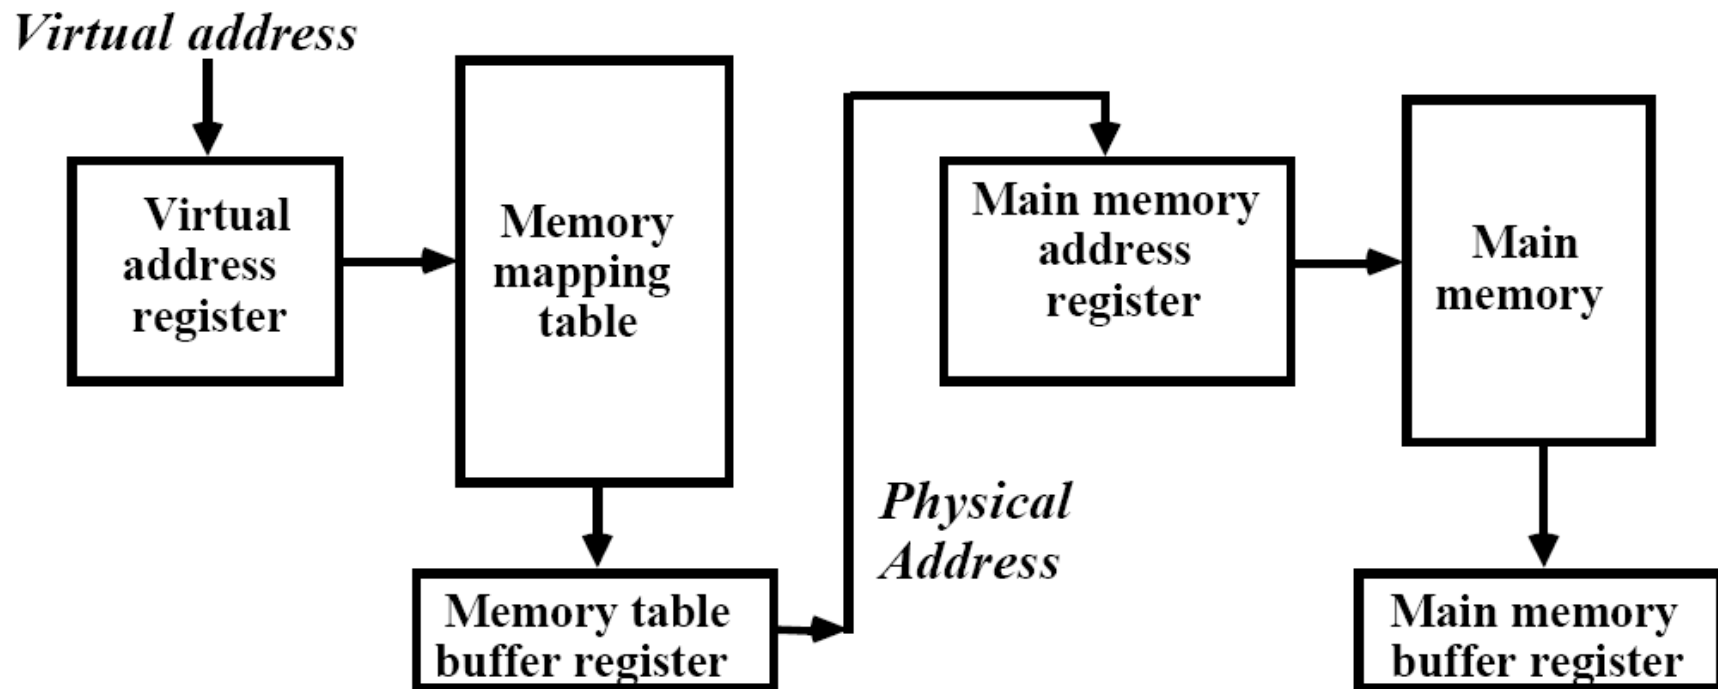 Virtual address
Virtual
address
register
Memory
mapping
table
Memory table
buffer register
Physical
Address
Main memory
address
register
Main
memory
Main memory
buffer register